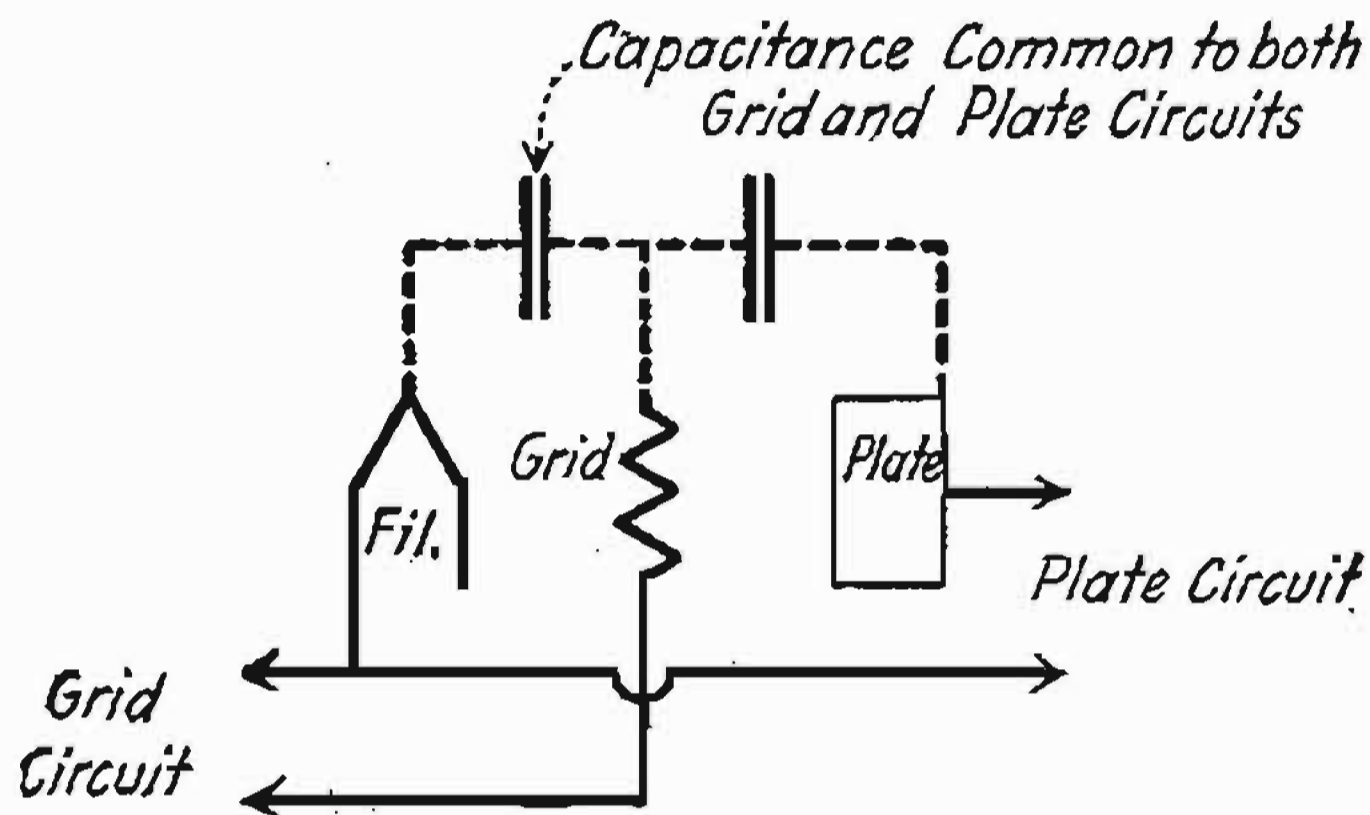 Capacitance Common to both
Grid and Plate Circuits
Grid
Plate
Fil.
Plate Circuit
Grid
Circuit